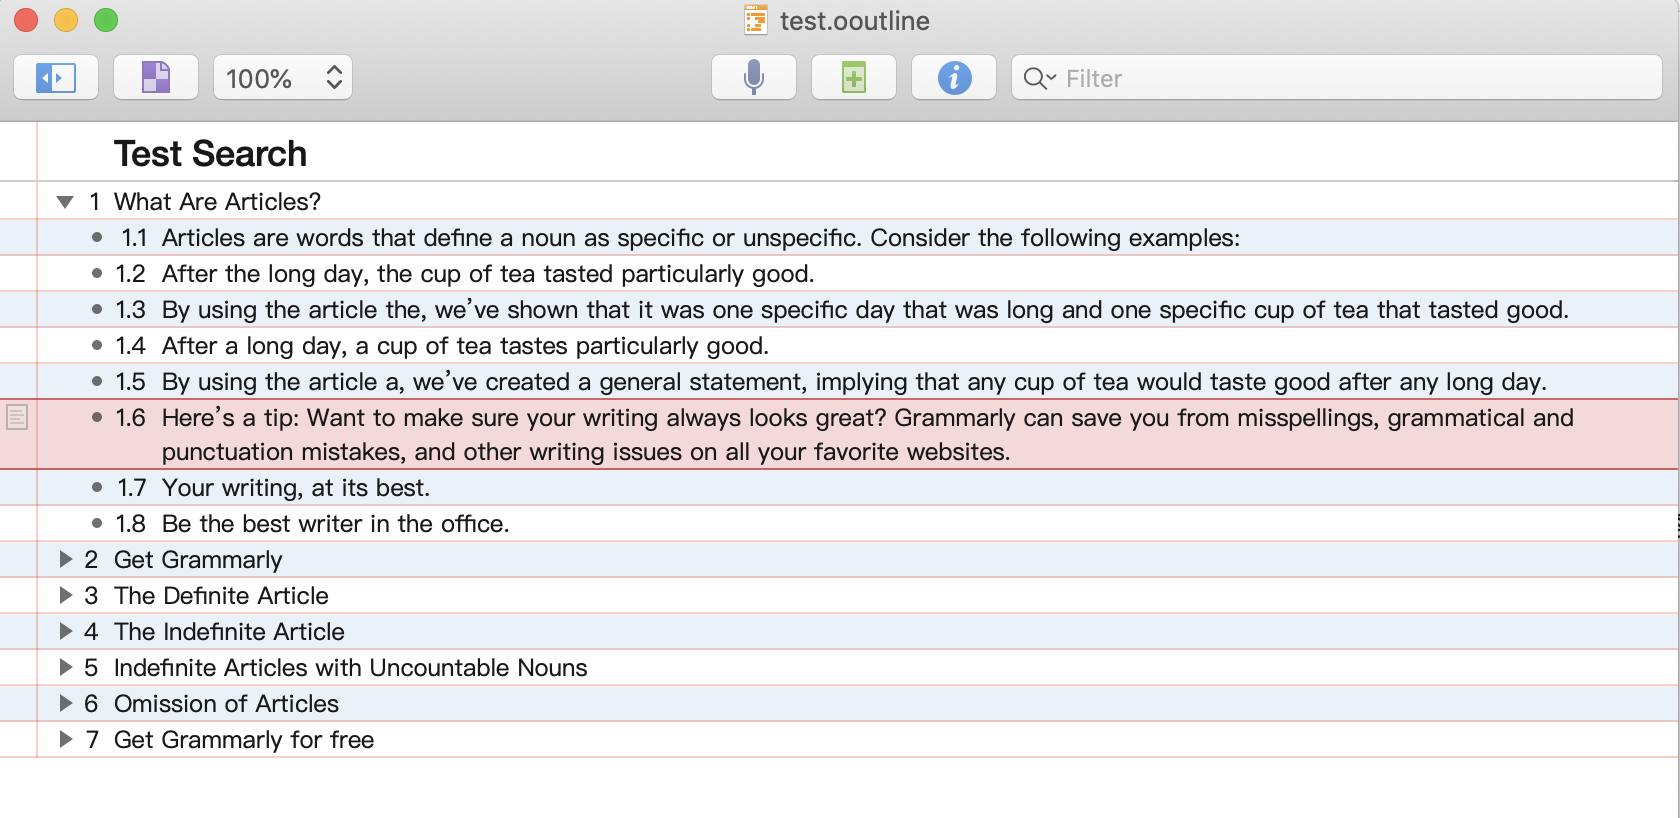 test.ooutline
100%
Filter
Test Search
1 What Are Articles?
1.1 Articles are words that define a noun as specific or unspecific. Consider the following examples:
1.2 After the long day, the cup of tea tasted particularly good.
1.3 By using the article the, we’ve shown that it was one specific day that was long and one specific cup of tea that tasted good.
1.4 After a long day, a cup of tea tastes particularly good.
1.5 By using the article a, we’ve created a general statement, implying that any cup of tea would taste good after any long day.
1.6 Here’s a tip: Want to make sure your writing always looks great? Grammarly can save you from misspellings, grammatical and
punctuation mistakes, and other writing issues on all your favorite websites.
1.7 Your writing, at its best.
1.8 Be the best writer in the office.
2 Get Grammarly
3 The Definite Article
4 The Indefinite Article
5 Indefinite Articles with Uncountable Nouns
6 Omission of Articles
7 Get Grammarly for free